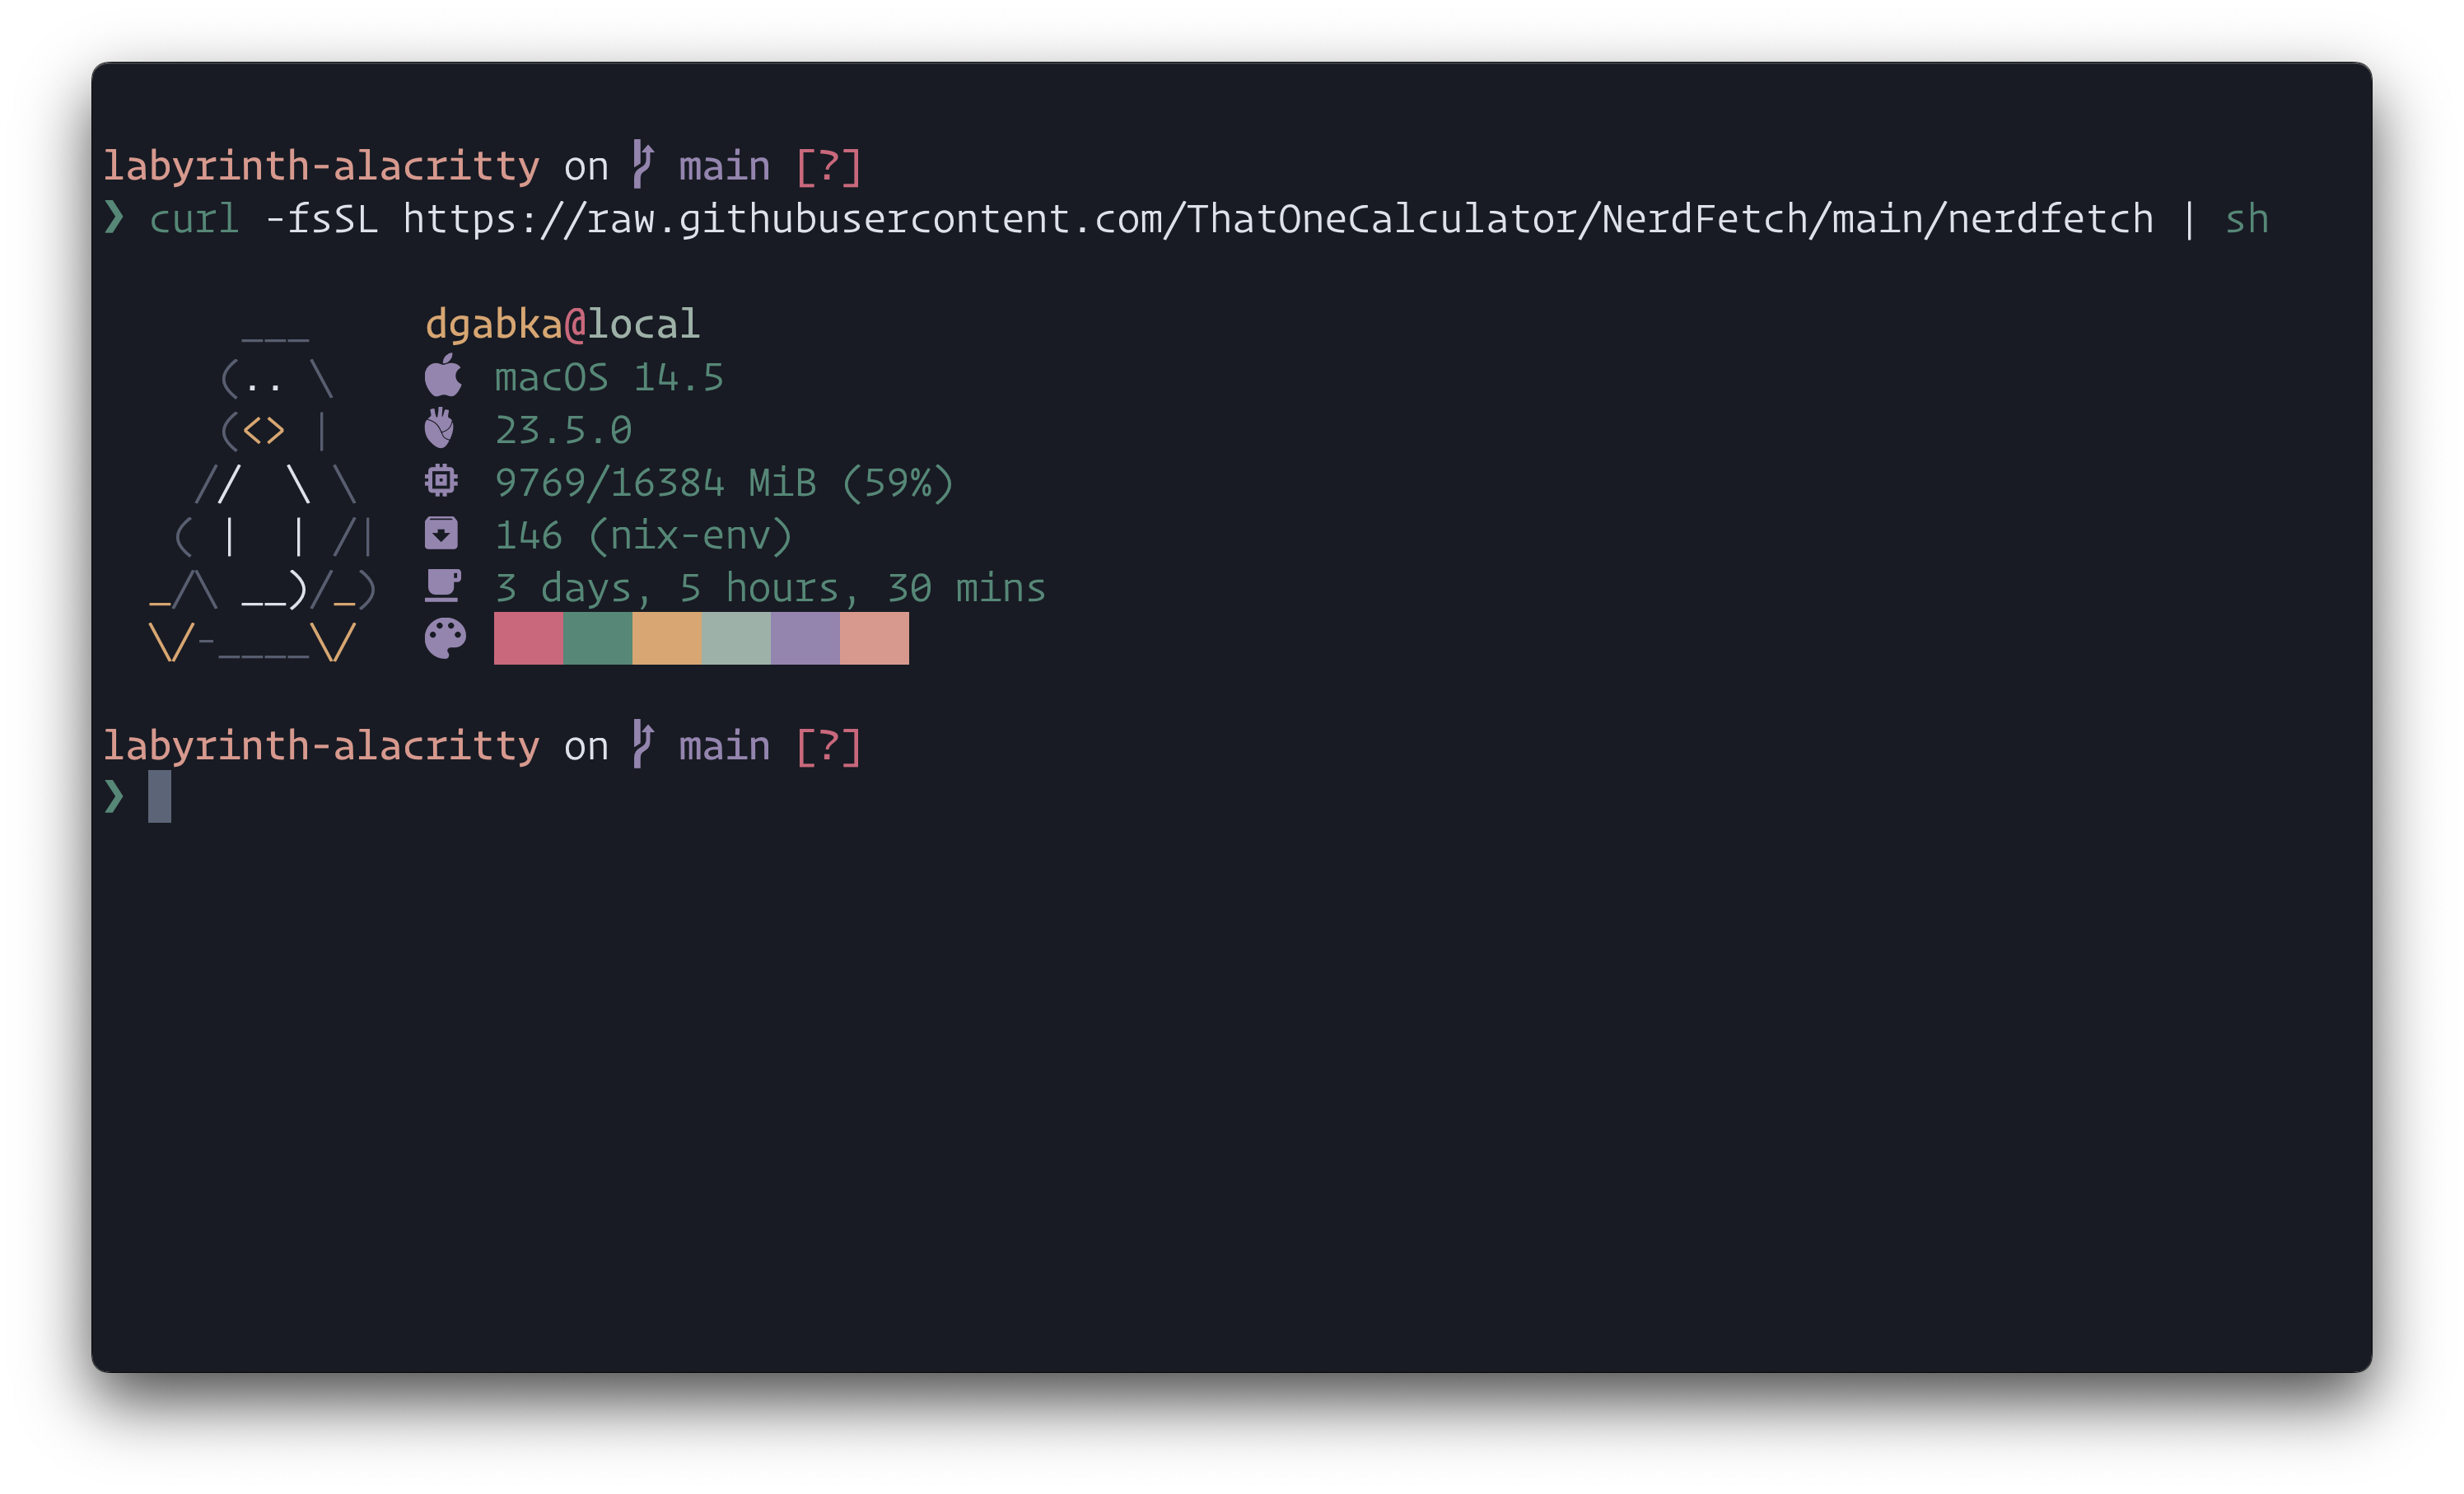 labyrinth-alacritty on main [?]
❯ curl -fsSL https://raw.githubusercontent.com/ThatOneCalculator/NerdFetch/main/nerdfetch | sh
      ___     dgabka@local
     (.. \    macOS 14.5
     (<> |    23.5.0
    //  \ \   9769/16384 MiB (59%)
   ( |  | /|  146 (nix-env)
  _/\ __)/_)  3 days, 5 hours, 30 mins
  \/-____\/
labyrinth-alacritty on main [?]
❯